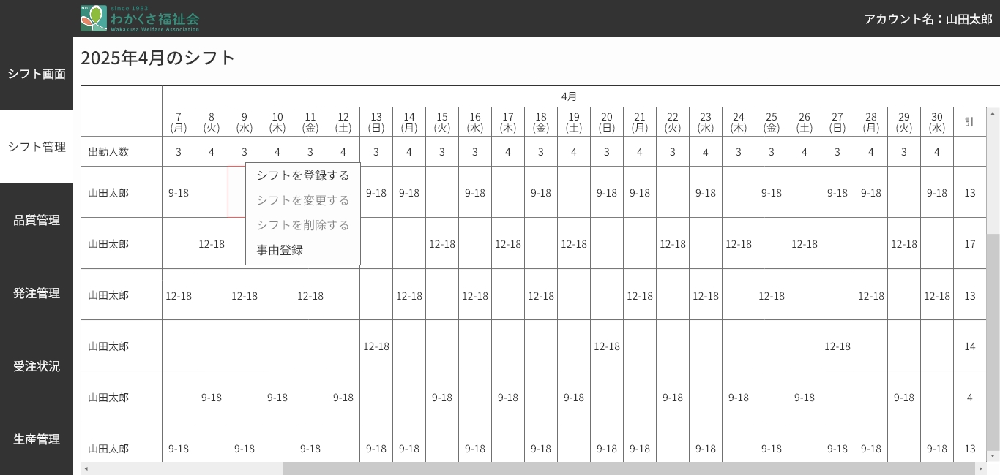 NPO
since 1983
わかくさ福祉会
Wakakusa Welfare Association
アカウント名：山田太郎
シフト画面
シフト管理
品質管理
発注管理
受注状況
生産管理
2025年4月のシフト
4月
7 8 9 10 11 12 13 14 15 16 17 18 19 20 21 22 23 24 25 26 27 28 29 30 計
(月) (火) (水) (木) (金) (土) (日) (月) (火) (水) (木) (金) (土) (日) (月) (火) (水) (木) (金) (土) (日) (月) (火) (水)
出勤人数 3 4 3 4 3 4 3 4 3 3 4 3 4 3 4 3 4 3 3 4 3 4 3 4
山田太郎 9-18 9-18 9-18 9-18 9-18 9-18 9-18 9-18 9-18 9-18 9-18 9-18 13
シフトを登録する
シフトを変更する
シフトを削除する
事由登録
山田太郎 12-18 12-18 12-18 12-18 12-18 12-18 12-18 12-18 17
山田太郎 12-18 12-18 12-18 12-18 12-18 12-18 12-18 12-18 12-18 12-18 12-18 13
山田太郎 12-18 12-18 12-18 14
山田太郎 9-18 9-18 9-18 9-18 9-18 9-18 9-18 9-18 9-18 9-18 4
山田太郎 9-18 9-18 9-18 9-18 9-18 9-18 9-18 9-18 9-18 9-18 9-18 9-18 9-18 9-18 13